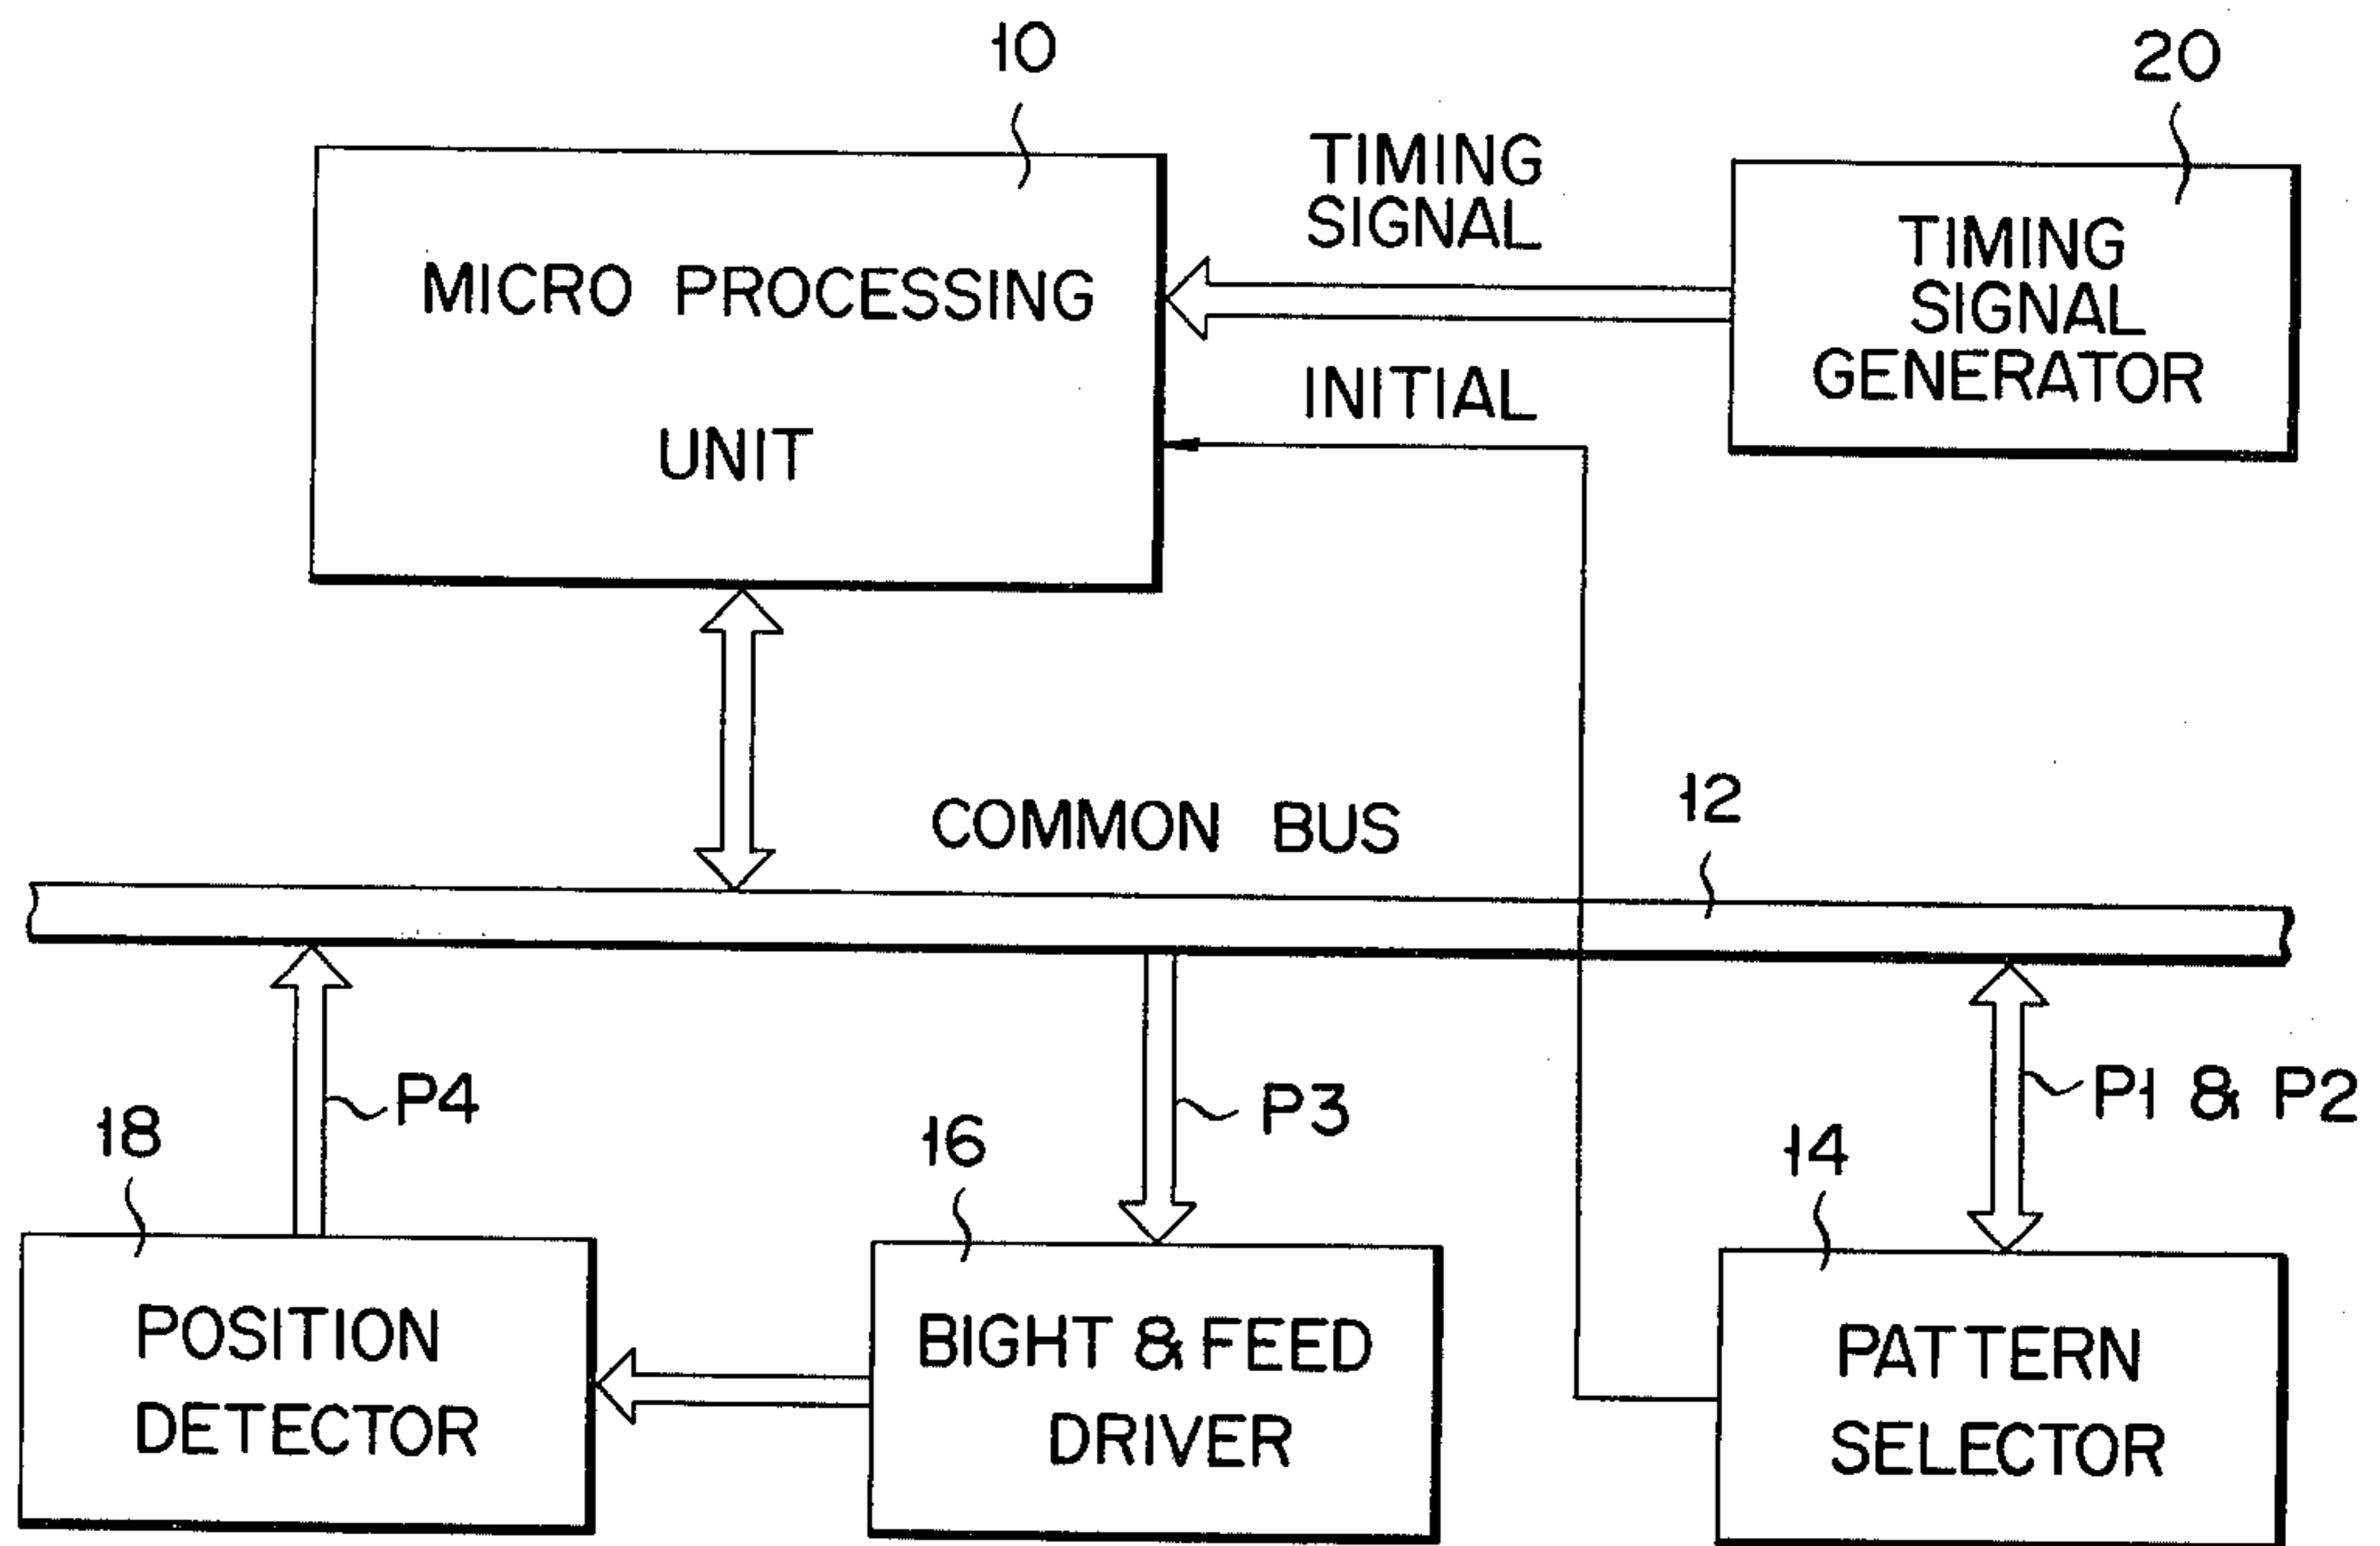 10
20
TIMING
SIGNAL
MICRO PROCESSING
UNIT
TIMING
SIGNAL
GENERATOR
INITIAL
COMMON BUS
12
P4
P3
P1 & P2
18
16
14
POSITION
DETECTOR
BIGHT & FEED
DRIVER
PATTERN
SELECTOR